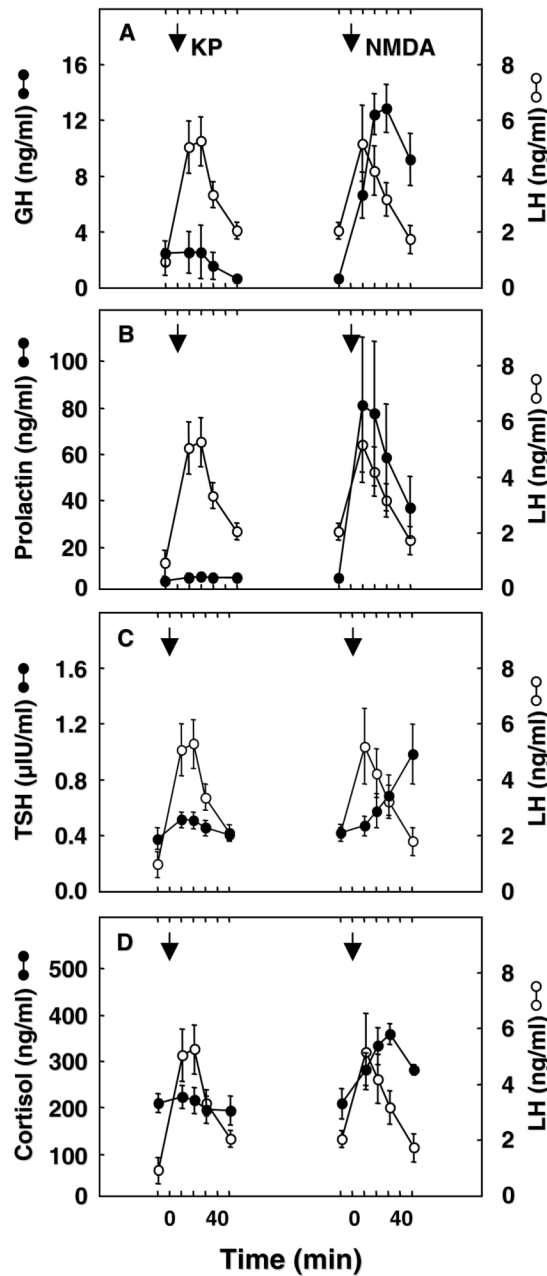 A
KP
NMDA
GH (ng/ml)
16
12
8
4
0
8
6
4
2
0
LH (ng/ml)
B
Prolactin (ng/ml)
100
80
60
40
20
0
8
6
4
2
0
LH (ng/ml)
C
TSH (µIU/ml)
1.6
1.2
0.8
0.4
0.0
8
6
4
2
0
LH (ng/ml)
D
Cortisol (ng/ml)
500
400
300
200
100
0
8
6
4
2
0
LH (ng/ml)
0 40 0 40
Time (min)